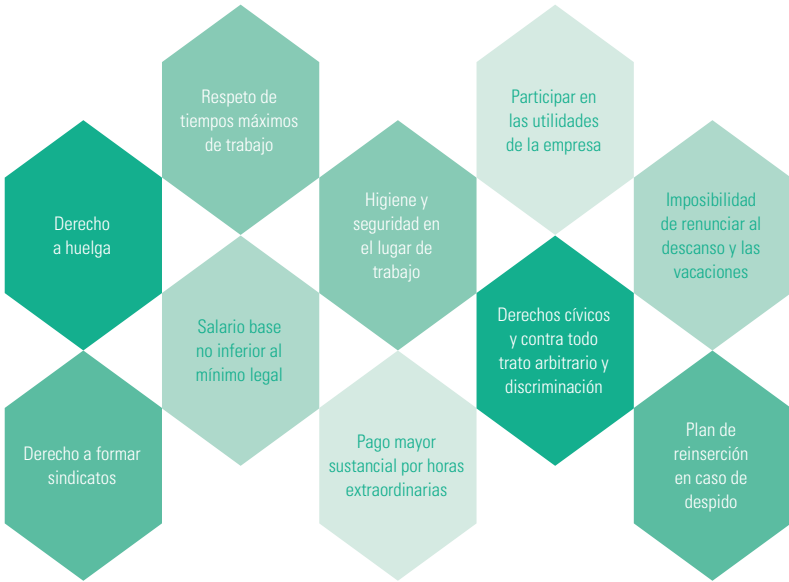 Respeto de
tiempos máximos
de trabajo
Participar en
las utilidades
de la empresa
Derecho
a huelga
Higiene y
seguridad en
el lugar de
trabajo
Imposibilidad
de renunciar al
descanso y las
vacaciones
Salario base
no inferior al
mínimo legal
Derechos cívicos
y contra todo
trato arbitrario y
discriminación
Derecho a formar
sindicatos
Pago mayor
sustancial por horas
extraordinarias
Plan de
reinserción
en caso de
despido